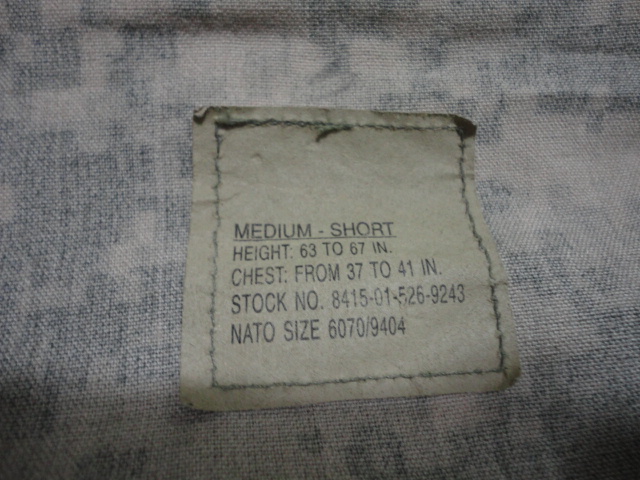 MEDIUM - SHORT
HEIGHT: 63 TO 67 IN.
CHEST: FROM 37 TO 41 IN.
STOCK NO. 8415-01-526-9243
NATO SIZE 6070/9404